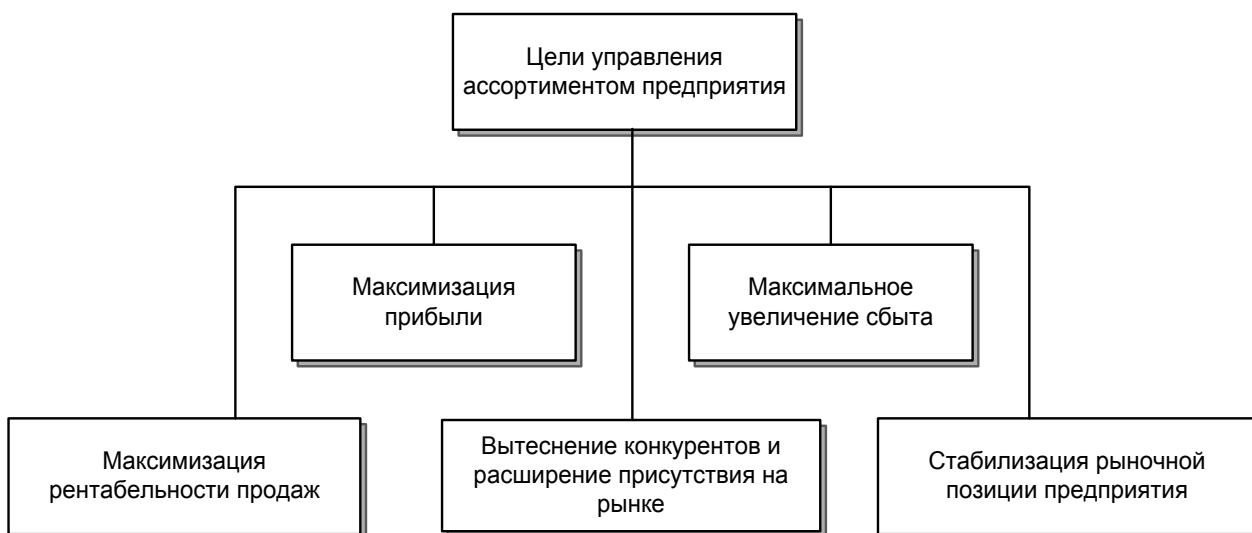 Цели управления
ассортиментом предприятия
Максимизация
прибыли
Максимальное
увеличение сбыта
Максимизация
рентабельности продаж
Вытеснение конкурентов и
расширение присутствия на
рынке
Стабилизация рыночной
позиции предприятия